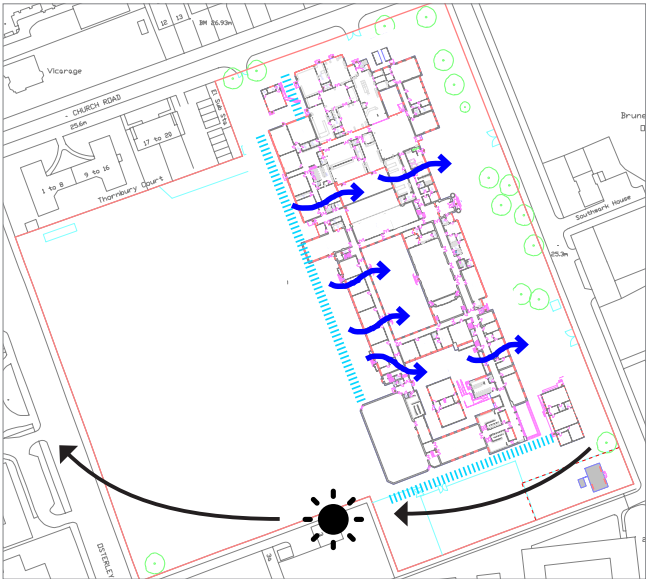 12
13
BM 26.93m
Vicarage
CHURCH ROAD
25.6m
El Sub Sta
17 to 20
9 to 16
1 to 8
Thornbury Court
Brune
Southwark House
25.3m
OSTERLEY
3a